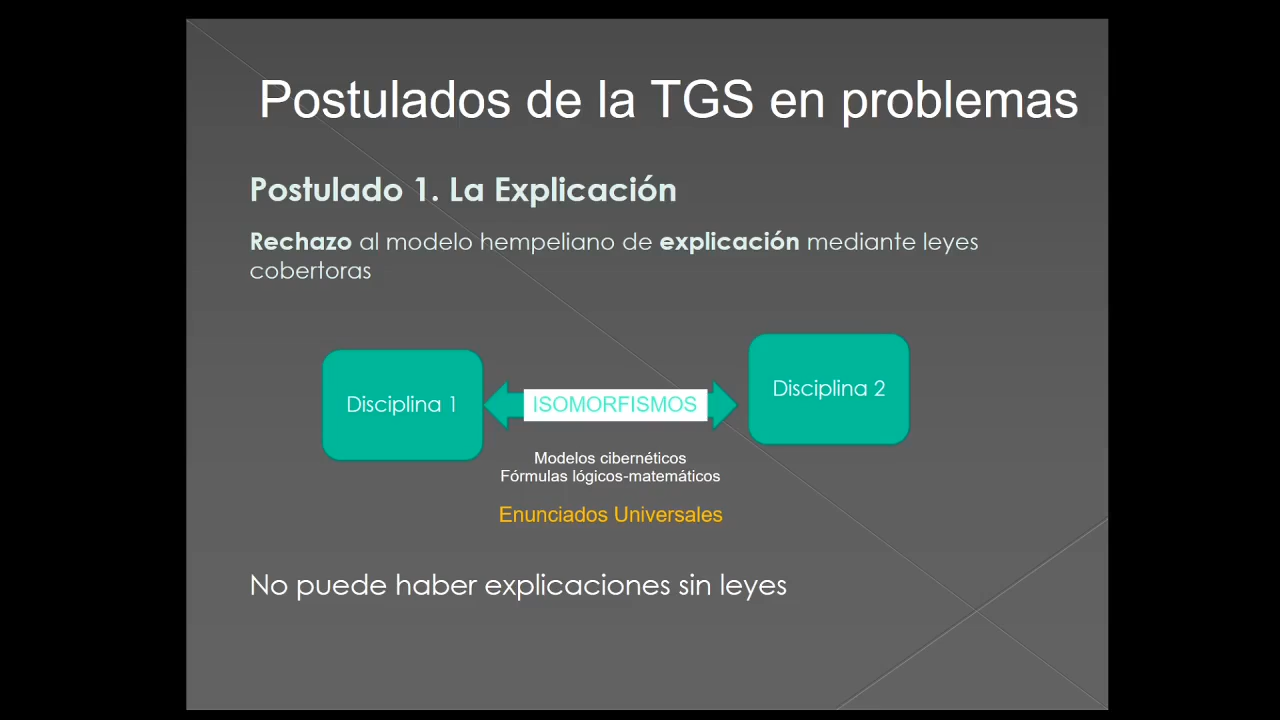 Postulados de la TGS en problemas
Postulado 1. La Explicación
Rechazo al modelo hempeliano de explicación mediante leyes
cobertoras
Disciplina 1
ISOMORFISMOS
Disciplina 2
Modelos cibernéticos
Fórmulas lógicos-matemáticos
Enunciados Universales
No puede haber explicaciones sin leyes